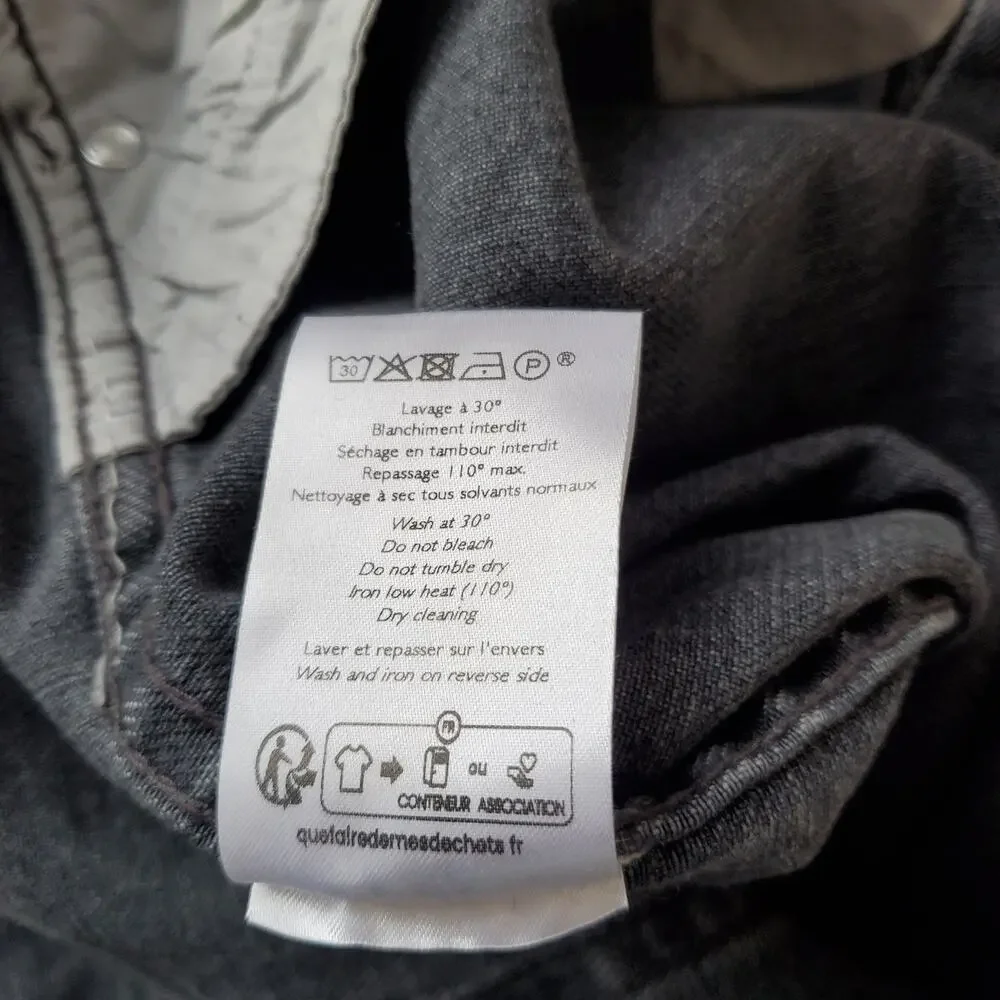 30 P ®
Lavage à 30°
Blanchiment interdit
Séchage en tambour interdit
Repassage 110° max.
Nettoyage à sec tous solvants normaux
Wash at 30°
Do not bleach
Do not tumble dry
Iron low heat (110°)
Dry cleaning
Laver et repasser sur l'envers
Wash and iron on reverse side
FR
ou
CONTENEUR ASSOCIATION
quefairedemesdechets fr